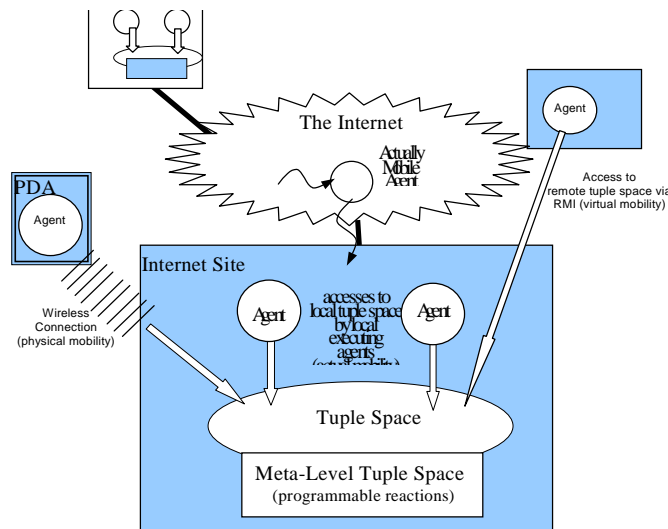 The Internet
Actually
Mobile
Agent
Agent
Access to
remote tuple space via
RMI (virtual mobility)
PDA
Agent
Wireless
Connection
(physical mobility)
Internet Site
Agent
accesses to
local tuple space
by local
executing
agents
(actual mobility)
Agent
Tuple Space
Meta-Level Tuple Space
(programmable reactions)